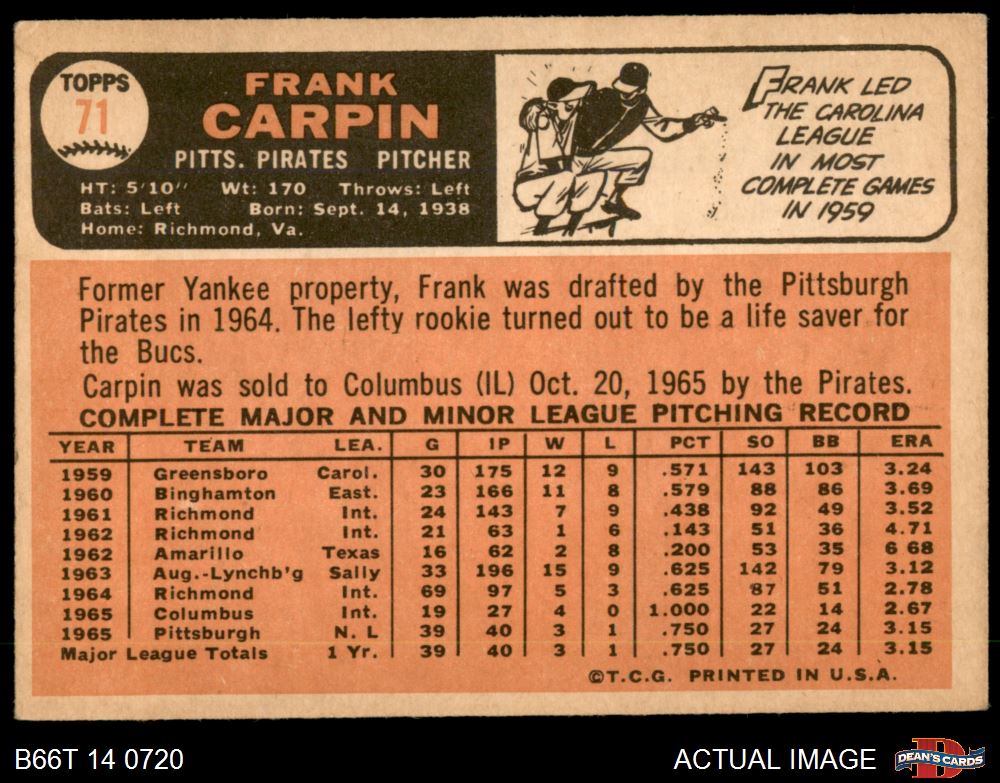 TOPPS
71
FRANK
CARPIN
PITTS. PIRATES PITCHER
HT: 5'10" Wt: 170 Throws: Left
Bats: Left Born: Sept. 14, 1938
Home: Richmond, Va.
FRANK LED
THE CAROLINA
LEAGUE
IN MOST
COMPLETE GAMES
IN 1959
Former Yankee property, Frank was drafted by the Pittsburgh
Pirates in 1964. The lefty rookie turned out to be a life saver for
the Bucs.
Carpin was sold to Columbus (IL) Oct. 20, 1965 by the Pirates.
COMPLETE MAJOR AND MINOR LEAGUE PITCHING RECORD
YEAR TEAM LEA. G IP W L PCT SO BB ERA
1959 Greensboro Carol. 30 175 12 9 .571 143 103 3.24
1960 Binghamton East. 23 166 11 8 .579 88 86 3.69
1961 Richmond Int. 24 143 7 9 .438 92 49 3.52
1962 Richmond Int. 21 63 1 6 .143 51 36 4.71
1962 Amarillo Texas 16 62 2 8 .200 53 35 6 68
1963 Aug.-Lynchb'g Sally 33 196 15 9 .625 142 79 3.12
1964 Richmond Int. 69 97 5 3 .625 87 51 2.78
1965 Columbus Int. 19 27 4 0 1.000 22 14 2.67
1965 Pittsburgh N. L 39 40 3 1 .750 27 24 3.15
Major League Totals 1 Yr. 39 40 3 1 .750 27 24 3.15
©T.C.G. PRINTED IN U.S.A.
B66T 14 0720
ACTUAL IMAGE
D
DEAN'S CARDS